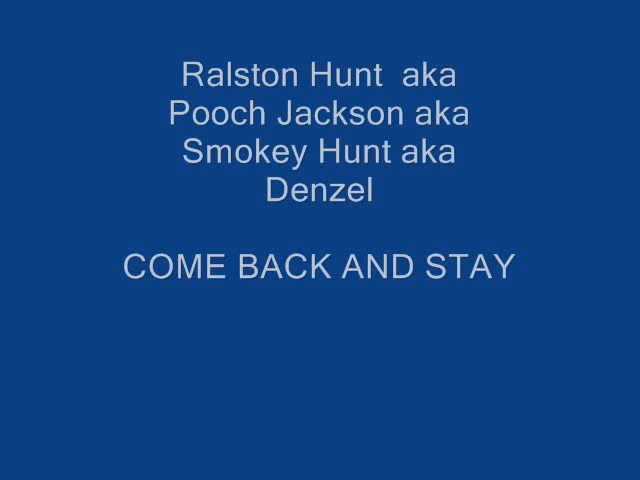 Ralston Hunt  aka
Pooch Jackson aka
Smokey Hunt aka
Denzel
COME BACK AND STAY